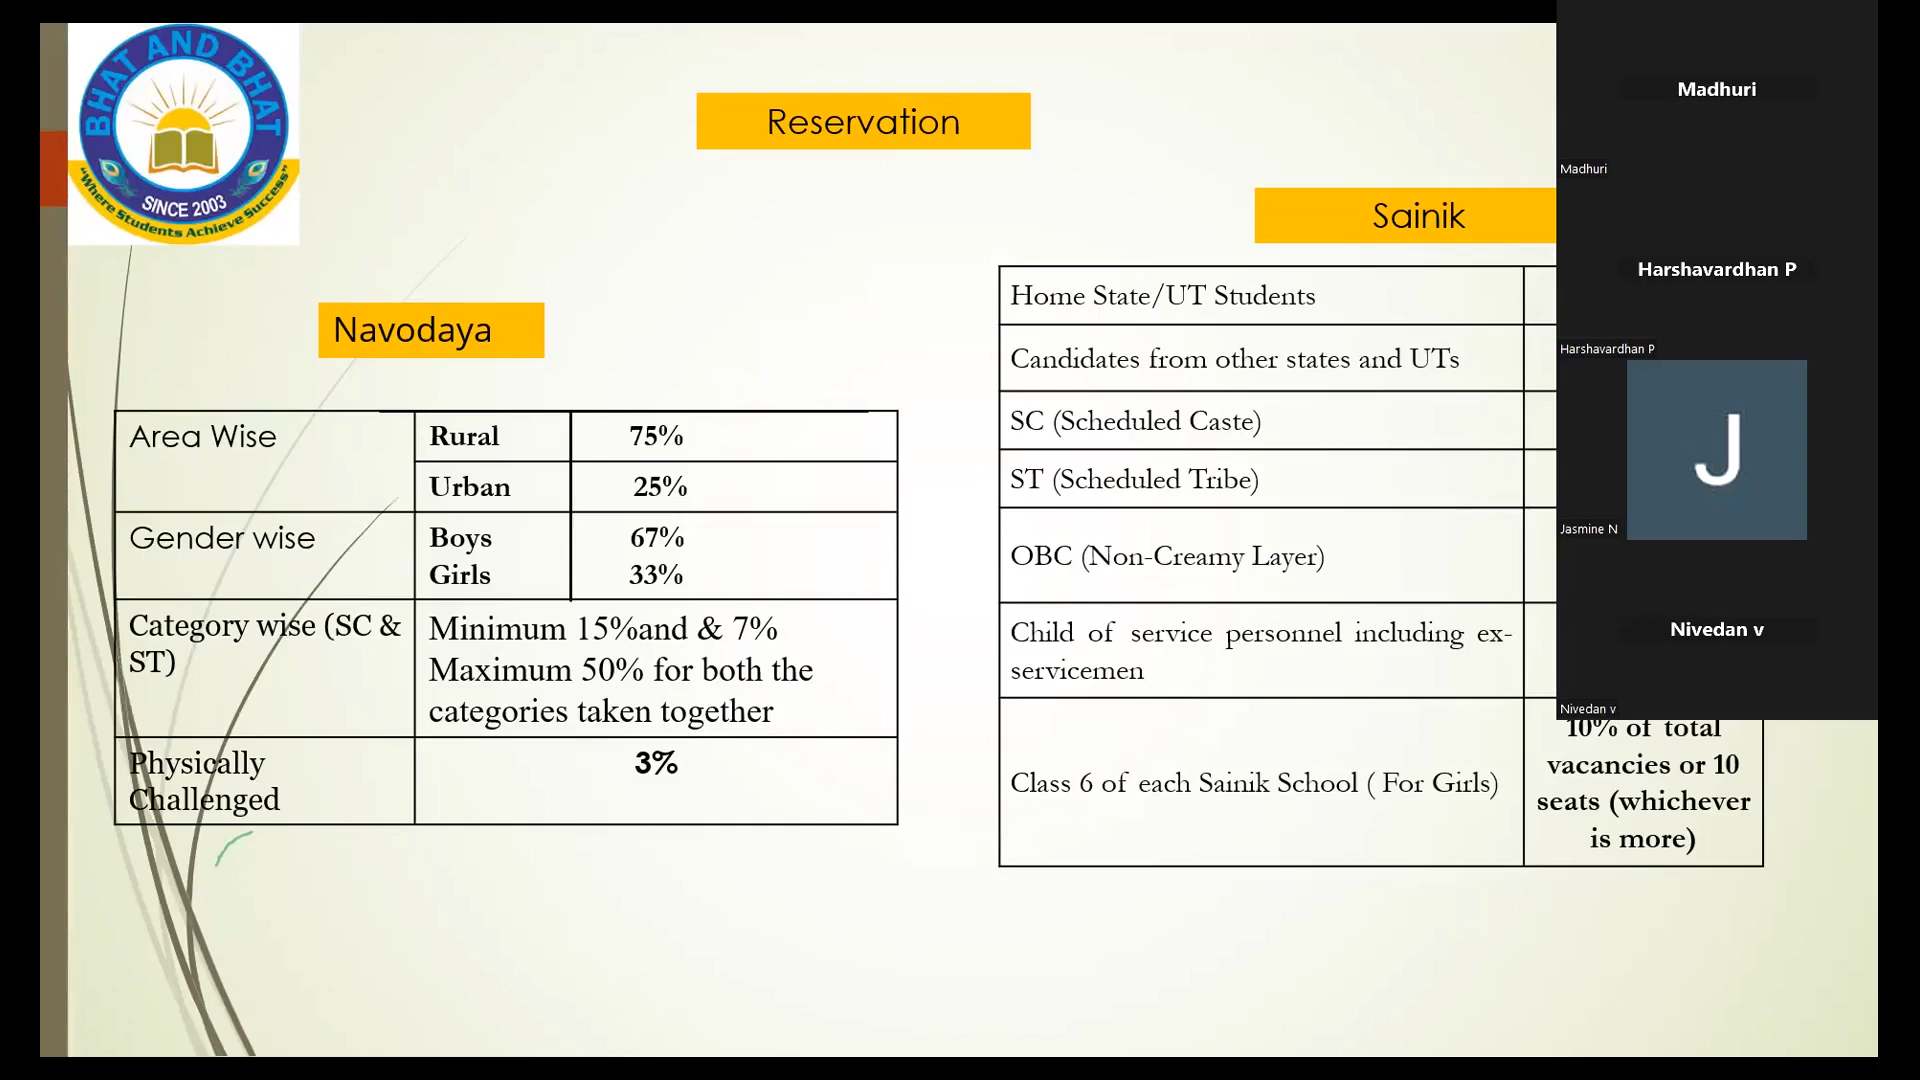 BHAT AND BHAT
SINCE 2003
"Where Students Achieve Success"
Reservation
Navodaya
Area Wise Rural 75%
Urban 25%
Gender wise Boys 67%
Girls 33%
Category wise (SC & ST) Minimum 15%and & 7%
Maximum 50% for both the
categories taken together
Physically 3%
Challenged
Sainik
Home State/UT Students
Candidates from other states and UTs
SC (Scheduled Caste)
ST (Scheduled Tribe)
OBC (Non-Creamy Layer)
Child of service personnel including ex-
servicemen
Class 6 of each Sainik School ( For Girls)
10% of total
vacancies or 10
seats (whichever
is more)
Madhuri
Madhuri
Harshavardhan P
Harshavardhan P
J
Jasmine N
Nivedan v
Nivedan v